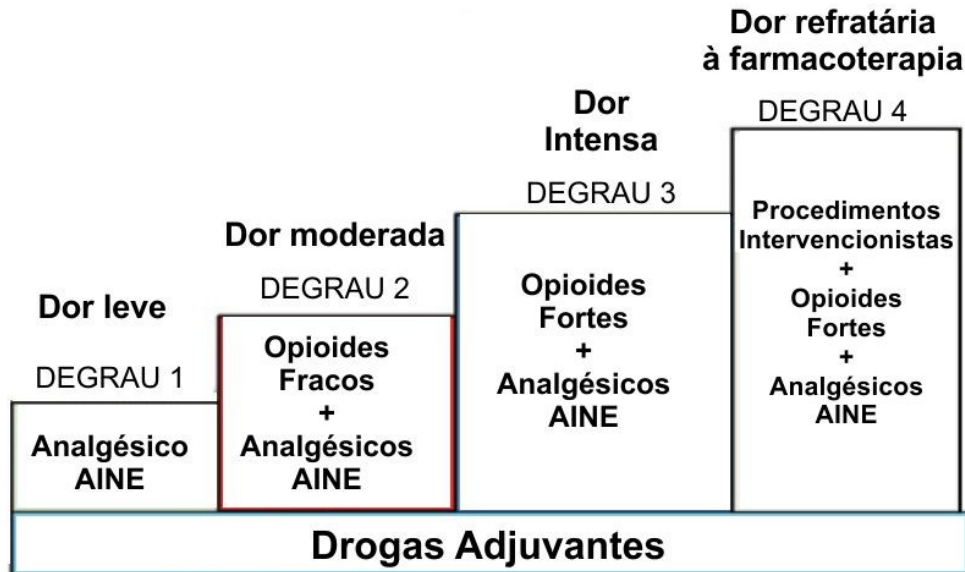 Dor leve
DEGRAU 1
Analgésico
AINE
Dor moderada
DEGRAU 2
Opioides
Fracos
+
Analgésicos
AINE
Dor
Intensa
DEGRAU 3
Opioides
Fortes
+
Analgésicos
AINE
Dor refratária
à farmacoterapia
DEGRAU 4
Procedimentos
Intervencionistas
+
Opioides
Fortes
+
Analgésicos
AINE
Drogas Adjuvantes